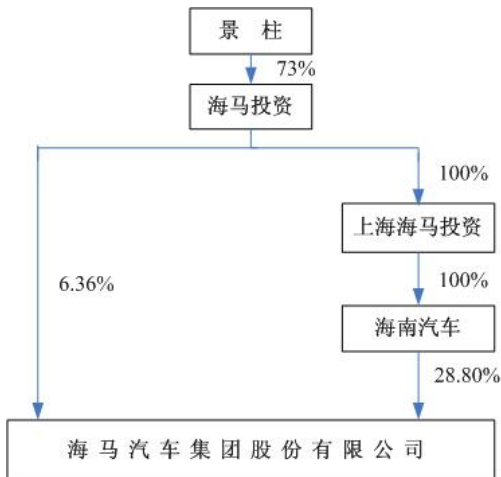 景 柱
73%
海马投资
100%
上海海马投资
6.36%
100%
海南汽车
28.80%
海马汽车集团股份有限公司